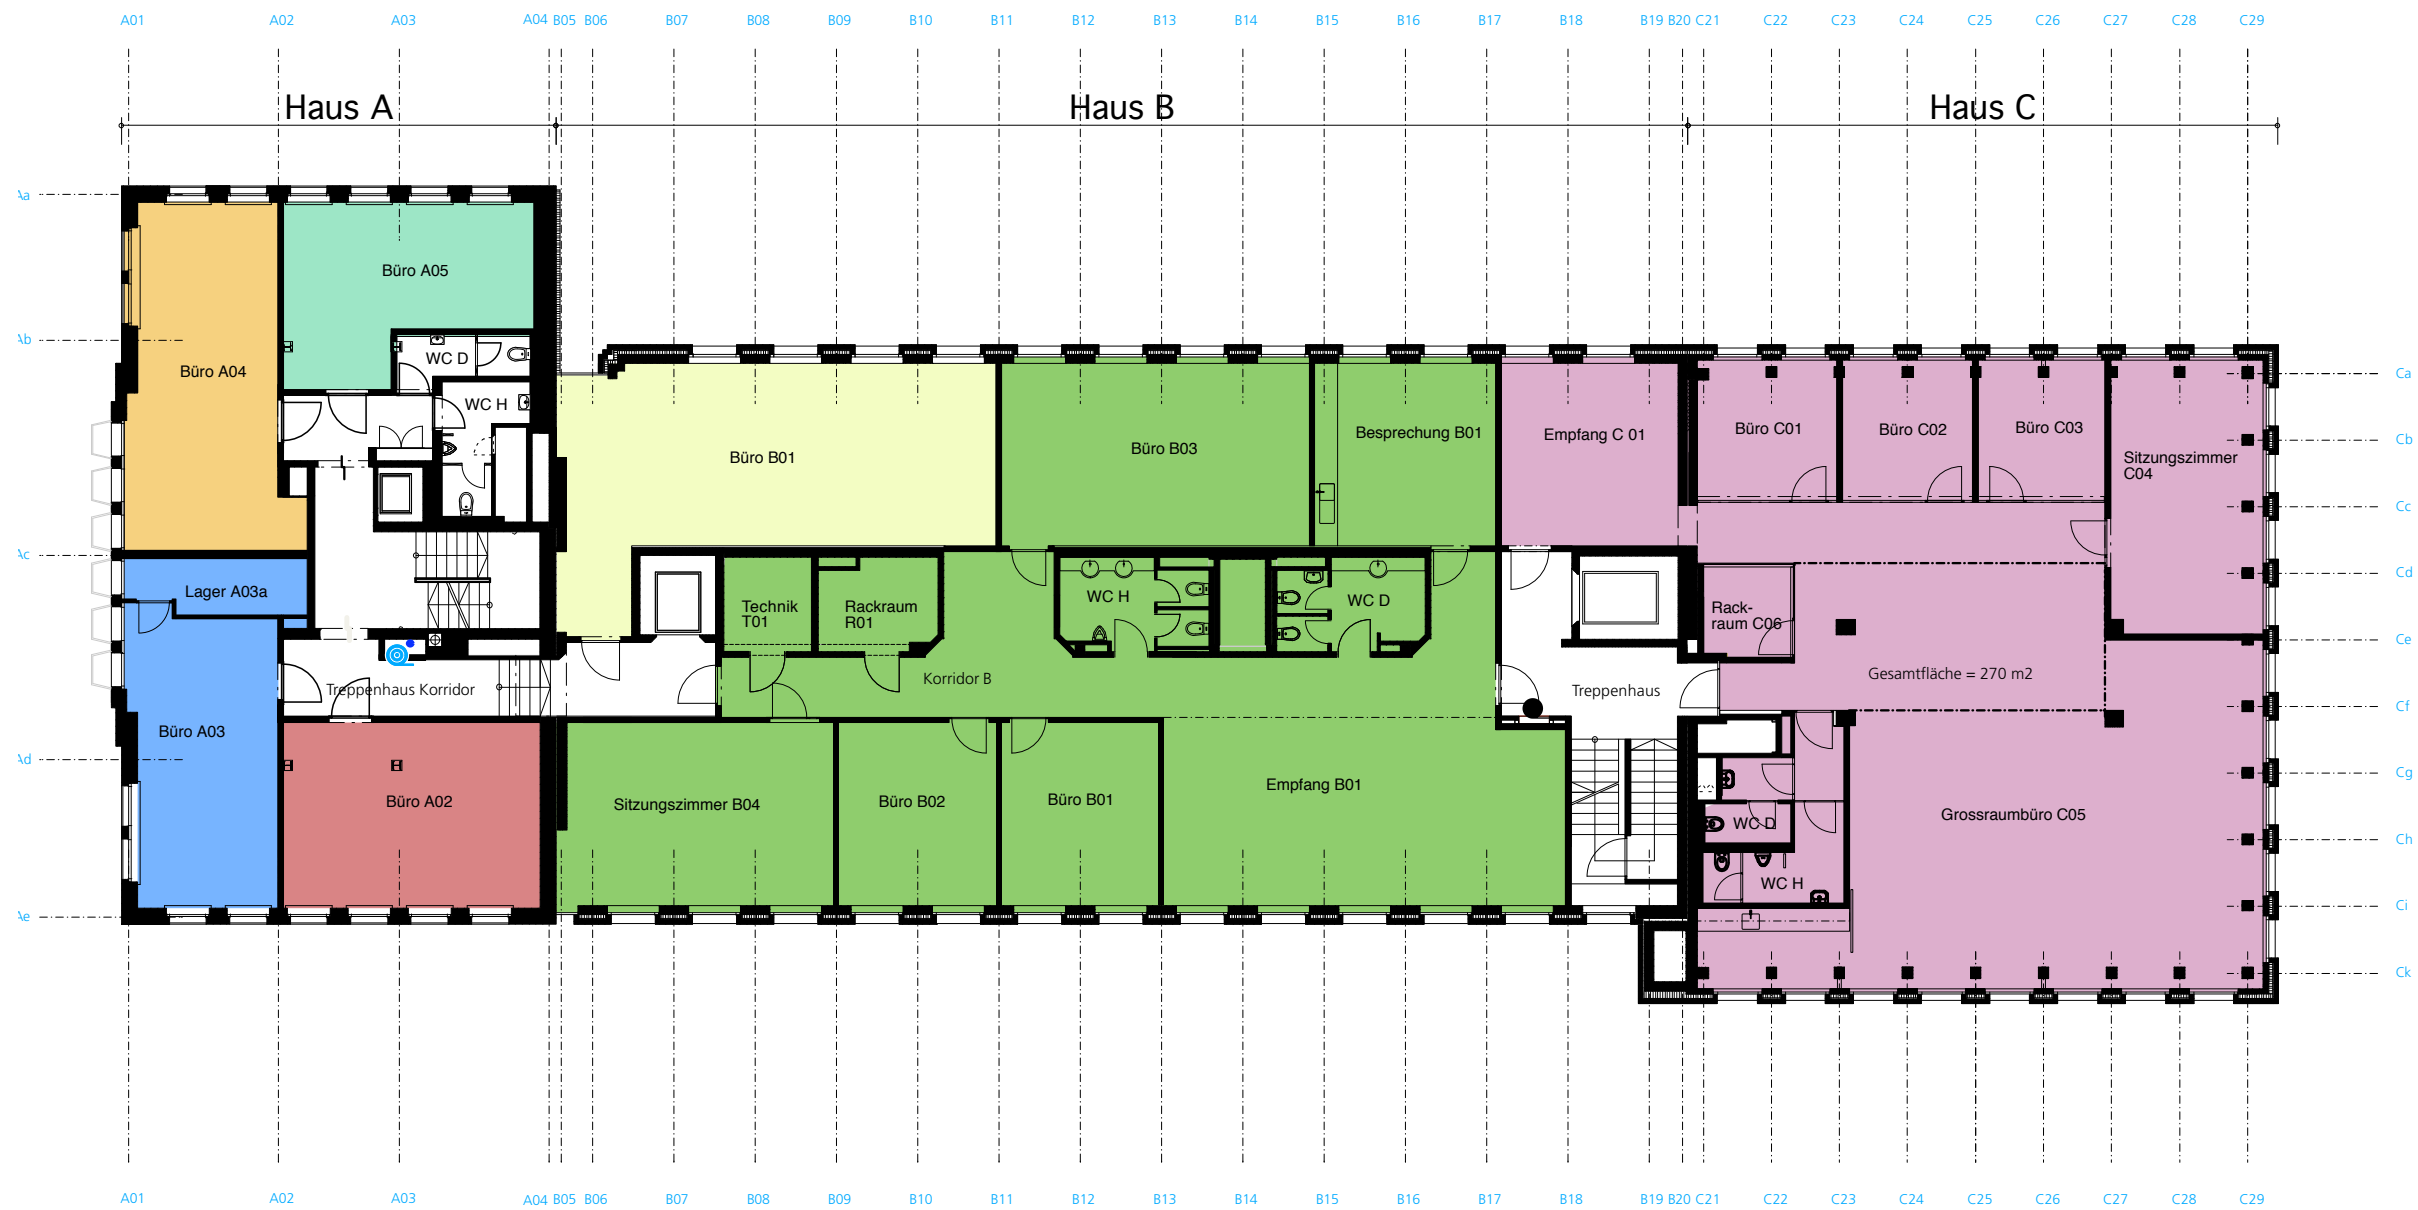 A01 A02 A03 A04 B05 B06 B07 B08 B09 B10 B11 B12 B13 B14 B15 B16 B17 B18 B19 B20 C21 C22 C23 C24 C25 C26 C27 C28 C29
Haus A Haus B Haus C
Aa
Büro A05
Ab
WC D
Büro A04
Ca
WC H
Büro C01 Büro C02 Büro C03
Besprechung B01 Empfang C 01
Cb
Büro B03
Büro B01
Sitzungszimmer
C04
Cc
Ac
Cd
Lager A03a
WC H
WC D
Technik
T01
Rackraum
R01
Rack-
raum C06
Ce
Korridor B
Gesamtfläche = 270 m2
Treppenhaus Korridor
Treppenhaus
Cf
Büro A03
Ad
Cg
Empfang B01
Büro A02
Sitzungszimmer B04
Büro B02
Büro B01
Grossraumbüro C05
WC D
Ch
WC H
Ci
Ae
Ck
A01 A02 A03 A04 B05 B06 B07 B08 B09 B10 B11 B12 B13 B14 B15 B16 B17 B18 B19 B20 C21 C22 C23 C24 C25 C26 C27 C28 C29